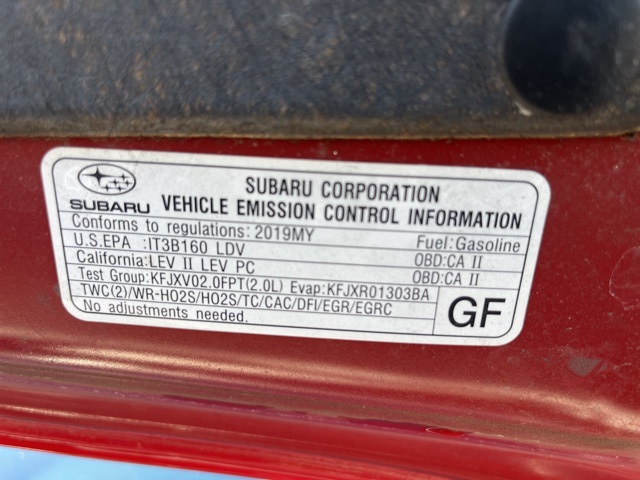 SUBARU
SUBARU CORPORATION
VEHICLE EMISSION CONTROL INFORMATION
Conforms to regulations: 2019MY Fuel:Gasoline
U.S.EPA :IT3B160 LDV OBD:CA II
California:LEV II LEV PC OBD:CA II
Test Group:KFJXV02.0FPT(2.0L) Evap:KFJXR01303BA
TWC(2)/WR-HO2S/HO2S/TC/CAC/DFI/EGR/EGRC
No adjustments needed.
GF